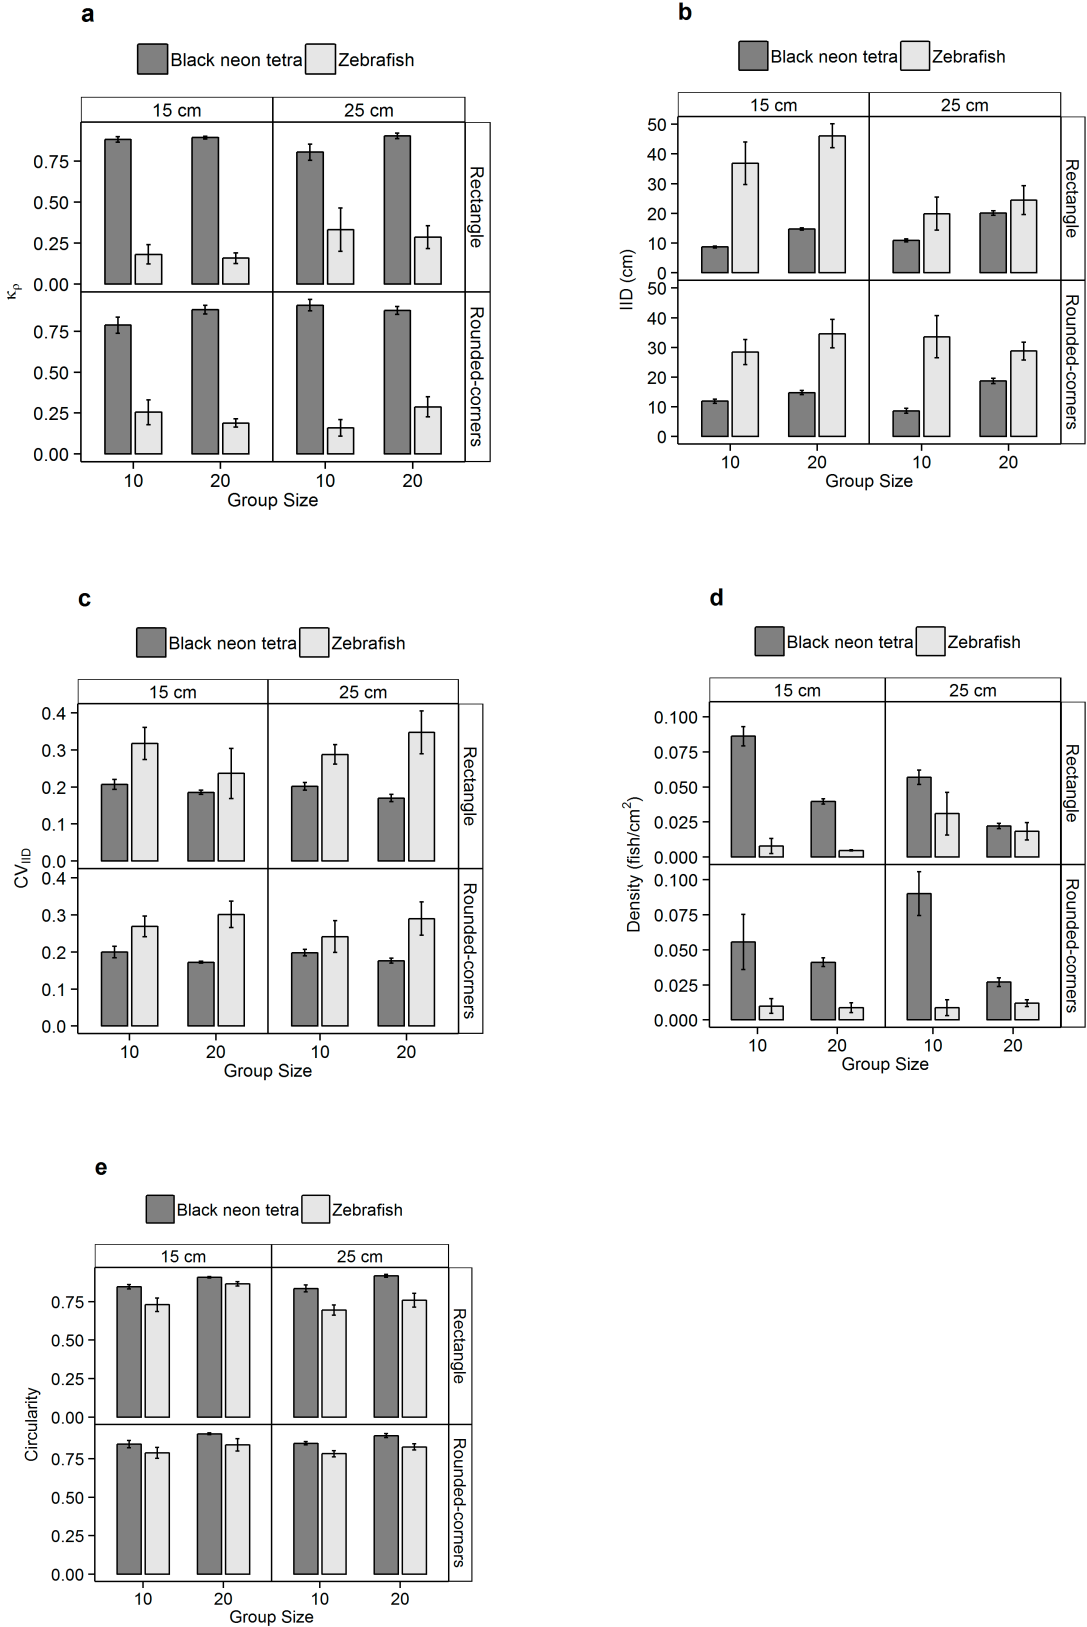 a
Black neon tetra Zebrafish
15 cm 25 cm
0.75
0.50
0.25
0.00
Rectangle
0.75
0.50
0.25
0.00
Rounded-corners
κρ
10 20 10 20
Group Size
b
Black neon tetra Zebrafish
15 cm 25 cm
50
40
30
20
10
0
Rectangle
50
40
30
20
10
0
Rounded-corners
IID (cm)
10 20 10 20
Group Size
c
Black neon tetra Zebrafish
15 cm 25 cm
0.4
0.3
0.2
0.1
0.0
Rectangle
0.4
0.3
0.2
0.1
0.0
Rounded-corners
CV_IID
10 20 10 20
Group Size
d
Black neon tetra Zebrafish
15 cm 25 cm
0.100
0.075
0.050
0.025
0.000
Rectangle
0.100
0.075
0.050
0.025
0.000
Rounded-corners
Density (fish/cm²)
10 20 10 20
Group Size
e
Black neon tetra Zebrafish
15 cm 25 cm
0.75
0.50
0.25
0.00
Rectangle
0.75
0.50
0.25
0.00
Rounded-corners
Circularity
10 20 10 20
Group Size